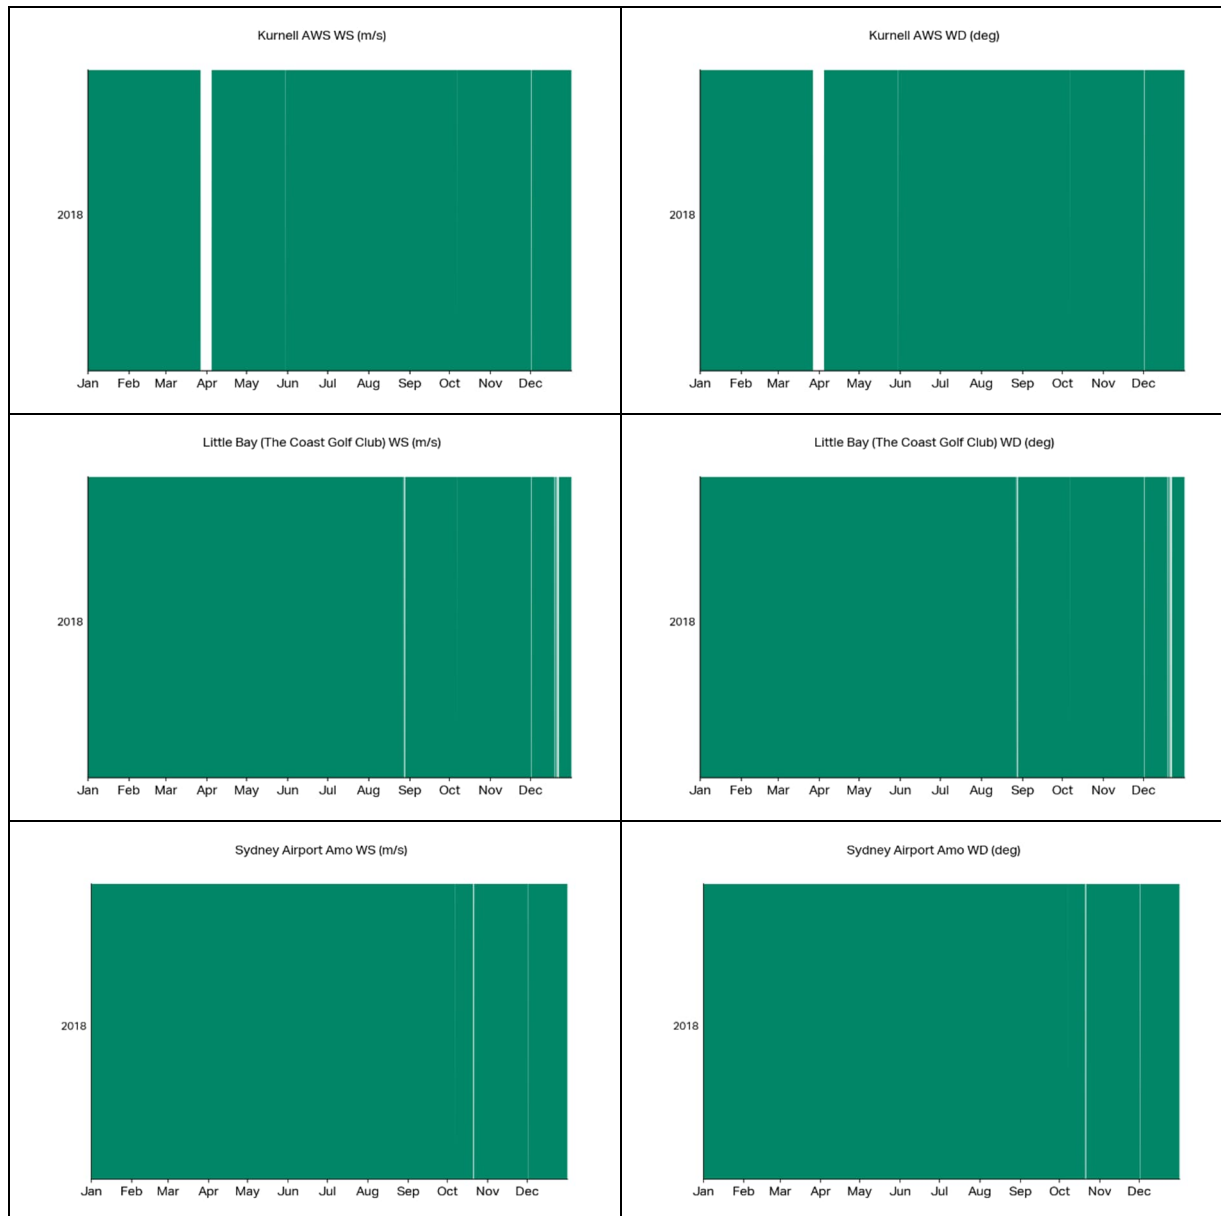 Kurnell AWS WS (m/s)
2018
Jan Feb Mar Apr May Jun Jul Aug Sep Oct Nov Dec
Kurnell AWS WD (deg)
2018
Jan Feb Mar Apr May Jun Jul Aug Sep Oct Nov Dec
Little Bay (The Coast Golf Club) WS (m/s)
2018
Jan Feb Mar Apr May Jun Jul Aug Sep Oct Nov Dec
Little Bay (The Coast Golf Club) WD (deg)
2018
Jan Feb Mar Apr May Jun Jul Aug Sep Oct Nov Dec
Sydney Airport Amo WS (m/s)
2018
Jan Feb Mar Apr May Jun Jul Aug Sep Oct Nov Dec
Sydney Airport Amo WD (deg)
2018
Jan Feb Mar Apr May Jun Jul Aug Sep Oct Nov Dec